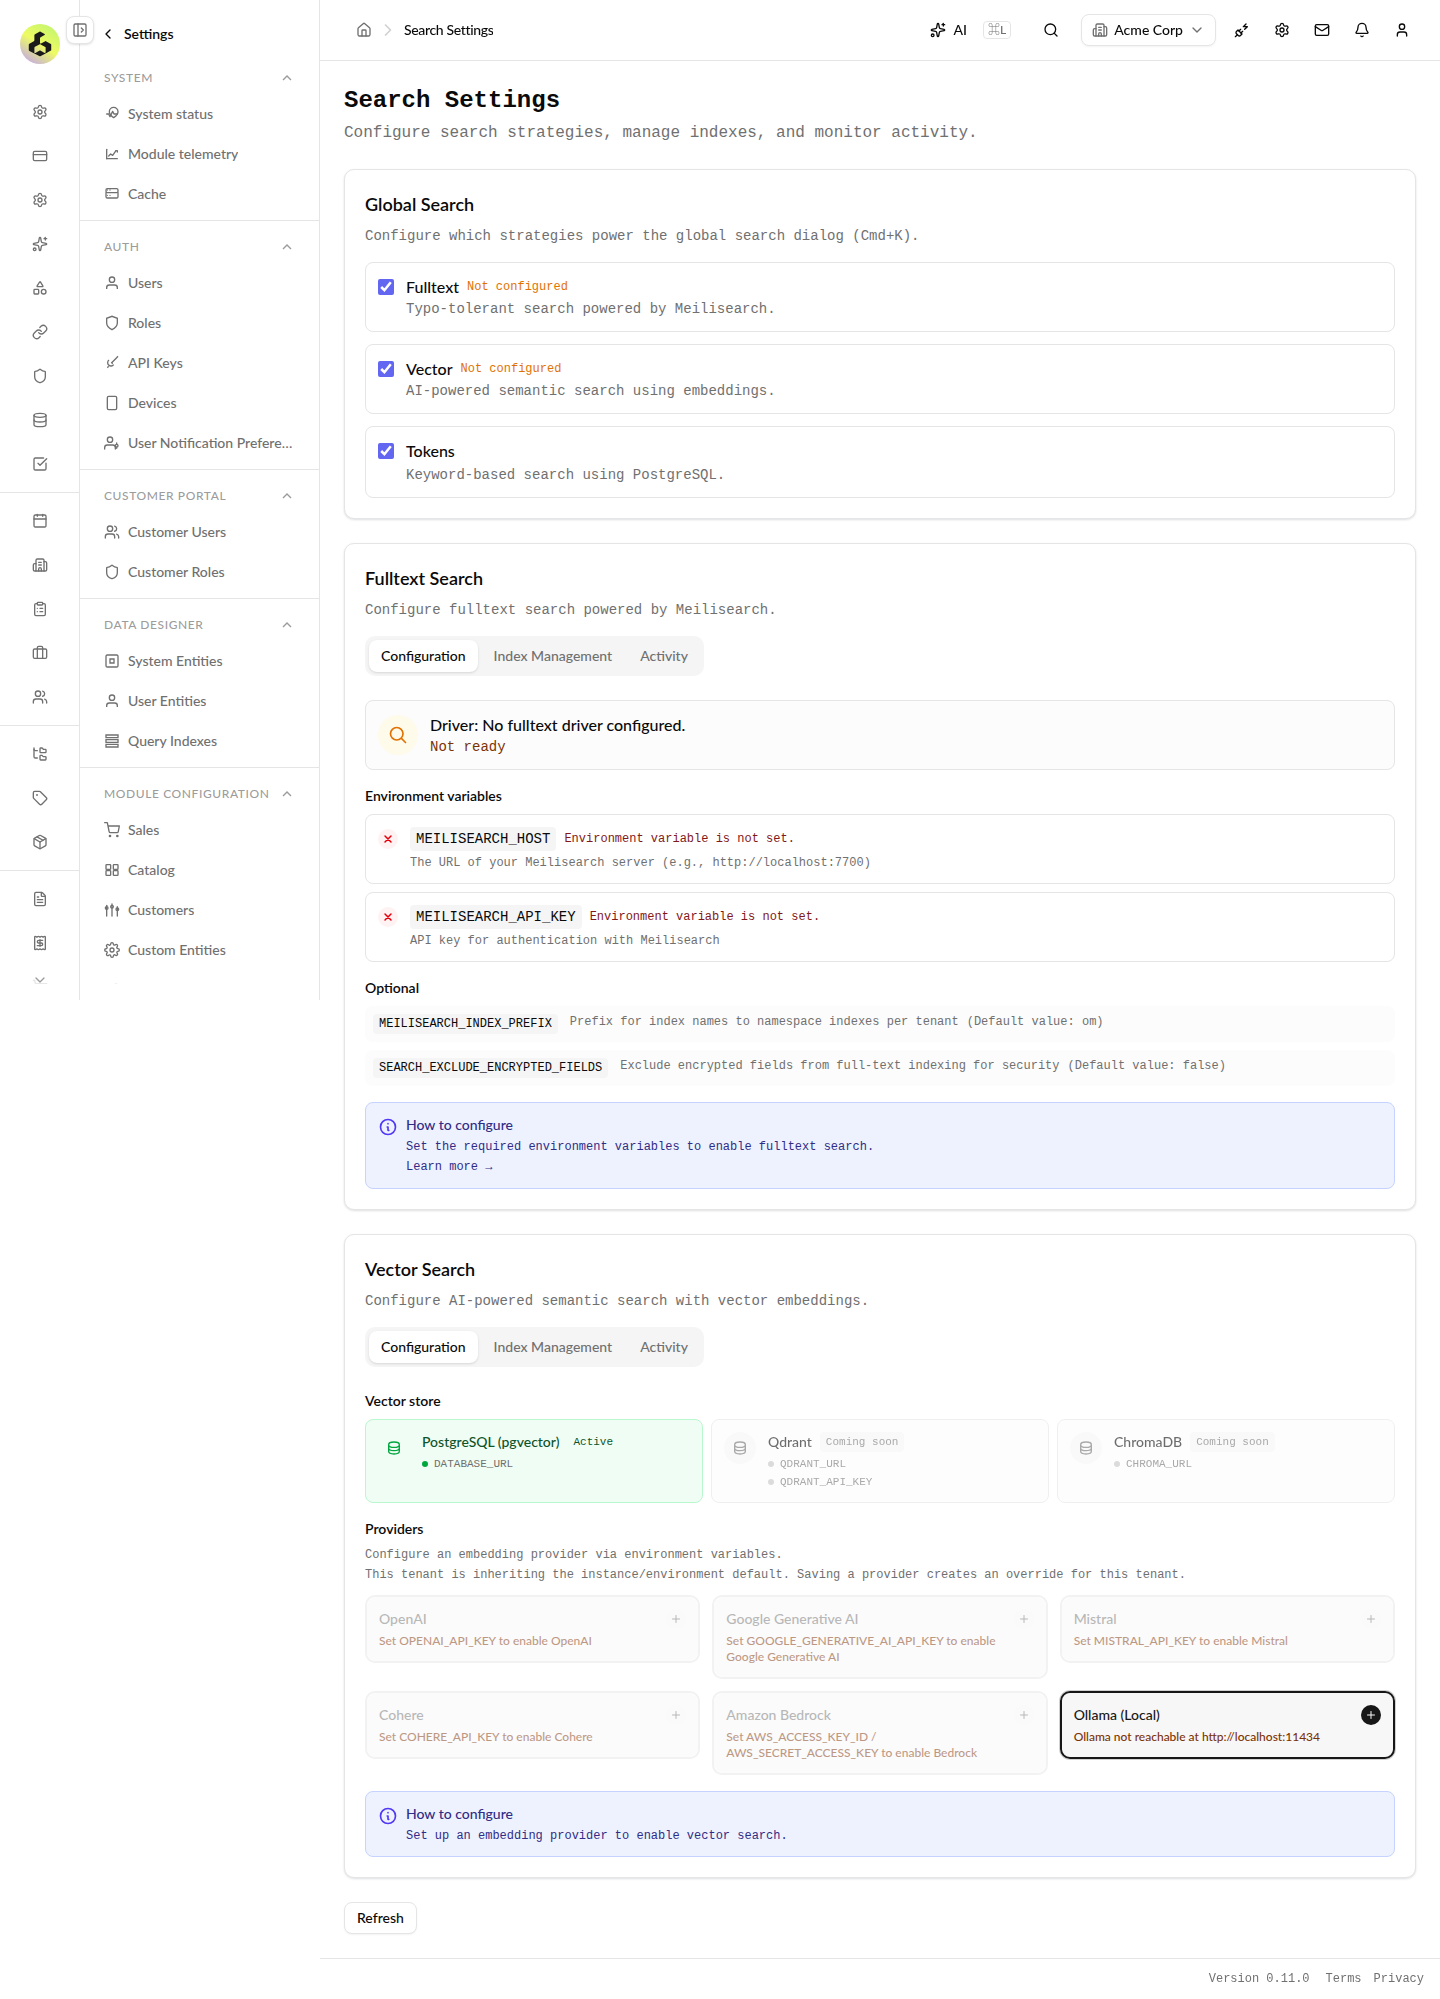 Settings
SYSTEM
System status
Module telemetry
Cache
AUTH
Users
Roles
API Keys
Devices
User Notification Prefere...
CUSTOMER PORTAL
Customer Users
Customer Roles
DATA DESIGNER
System Entities
User Entities
Query Indexes
MODULE CONFIGURATION
Sales
Catalog
Customers
Custom Entities
Search Settings
AI ⌘L
Acme Corp
Search Settings
Configure search strategies, manage indexes, and monitor activity.
Global Search
Configure which strategies power the global search dialog (Cmd+K).
Fulltext Not configured
Typo-tolerant search powered by Meilisearch.
Vector Not configured
AI-powered semantic search using embeddings.
Tokens
Keyword-based search using PostgreSQL.
Fulltext Search
Configure fulltext search powered by Meilisearch.
Configuration Index Management Activity
Driver: No fulltext driver configured.
Not ready
Environment variables
MEILISEARCH_HOST Environment variable is not set.
The URL of your Meilisearch server (e.g., http://localhost:7700)
MEILISEARCH_API_KEY Environment variable is not set.
API key for authentication with Meilisearch
Optional
MEILISEARCH_INDEX_PREFIX Prefix for index names to namespace indexes per tenant (Default value: om)
SEARCH_EXCLUDE_ENCRYPTED_FIELDS Exclude encrypted fields from full-text indexing for security (Default value: false)
How to configure
Set the required environment variables to enable fulltext search.
Learn more →
Vector Search
Configure AI-powered semantic search with vector embeddings.
Configuration Index Management Activity
Vector store
PostgreSQL (pgvector) Active
DATABASE_URL
Qdrant Coming soon
QDRANT_URL
QDRANT_API_KEY
ChromaDB Coming soon
CHROMA_URL
Providers
Configure an embedding provider via environment variables.
This tenant is inheriting the instance/environment default. Saving a provider creates an override for this tenant.
OpenAI
Set OPENAI_API_KEY to enable OpenAI
Google Generative AI
Set GOOGLE_GENERATIVE_AI_API_KEY to enable
Google Generative AI
Mistral
Set MISTRAL_API_KEY to enable Mistral
Cohere
Set COHERE_API_KEY to enable Cohere
Amazon Bedrock
Set AWS_ACCESS_KEY_ID /
AWS_SECRET_ACCESS_KEY to enable Bedrock
Ollama (Local)
Ollama not reachable at http://localhost:11434
How to configure
Set up an embedding provider to enable vector search.
Refresh
Version 0.11.0 Terms Privacy